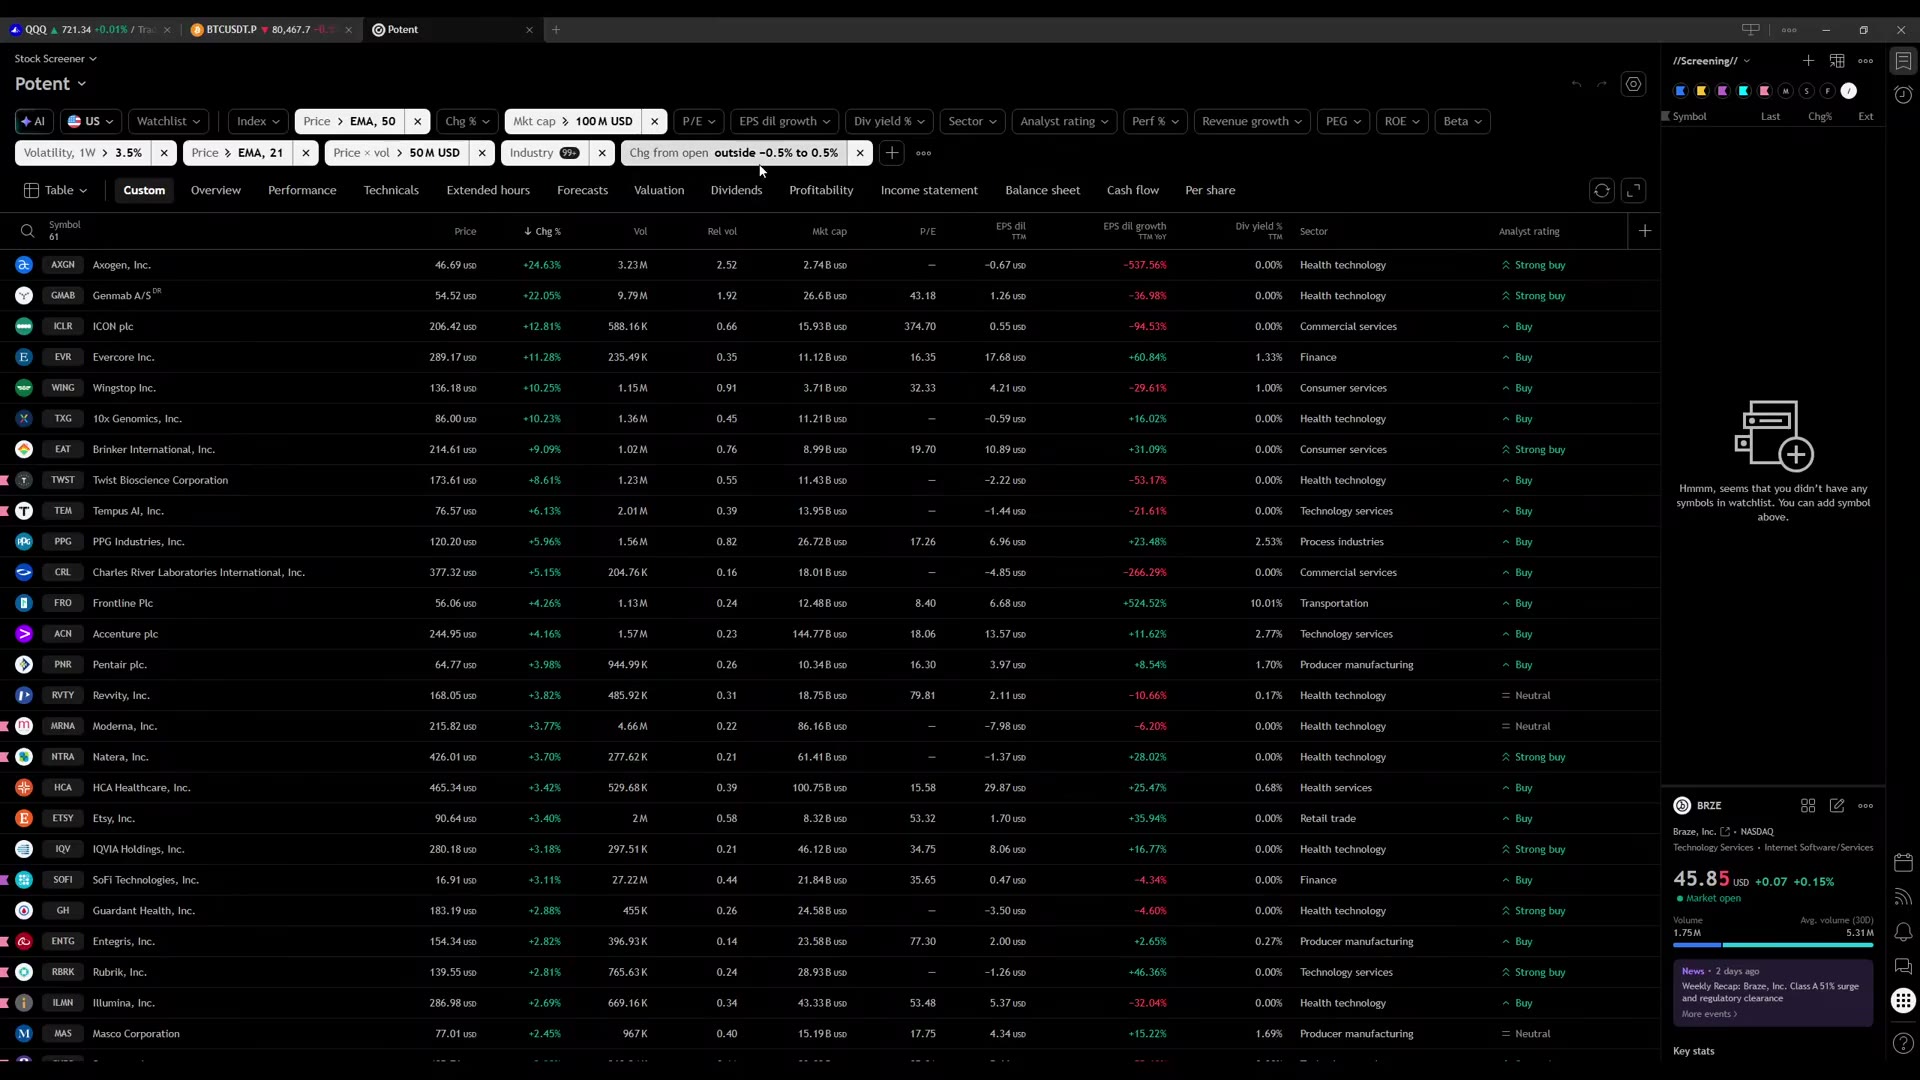 QQQ ▲ 721.34 +0.01% / Tra
BTCUSDT.P ▼ 80,467.7
Potent
Stock Screener
Potent
AI
US
Watchlist
Index
Price > EMA, 50
Chg %
Mkt cap ≥ 100 M USD
P/E
EPS dil growth
Div yield %
Sector
Analyst rating
Perf %
Revenue growth
PEG
ROE
Beta
Volatility, 1W > 3.5%
Price ≥ EMA, 21
Price × vol > 50 M USD
Industry 99+
Chg from open outside −0.5% to 0.5%
Table
Custom
Overview
Performance
Technicals
Extended hours
Forecasts
Valuation
Dividends
Profitability
Income statement
Balance sheet
Cash flow
Per share
Symbol 61 Price ↓ Chg % Vol Rel vol Mkt cap P/E EPS dil TTM EPS dil growth TTM YoY Div yield % TTM Sector Analyst rating
AXGN Axogen, Inc. 46.69 USD +24.63% 3.23 M 2.52 2.74 B USD — −0.67 USD −537.56% 0.00% Health technology Strong buy
GMAB Genmab A/S DR 54.52 USD +22.05% 9.79 M 1.92 26.6 B USD 43.18 1.26 USD −36.98% 0.00% Health technology Strong buy
ICLR ICON plc 206.42 USD +12.81% 588.16 K 0.66 15.93 B USD 374.70 0.55 USD −94.53% 0.00% Commercial services Buy
EVR Evercore Inc. 289.17 USD +11.28% 235.49 K 0.35 11.12 B USD 16.35 17.68 USD +60.84% 1.33% Finance Buy
WING Wingstop Inc. 136.18 USD +10.25% 1.15 M 0.91 3.71 B USD 32.33 4.21 USD −29.61% 1.00% Consumer services Buy
TXG 10x Genomics, Inc. 86.00 USD +10.23% 1.36 M 0.45 11.21 B USD — −0.59 USD +16.02% 0.00% Health technology Buy
EAT Brinker International, Inc. 214.61 USD +9.09% 1.02 M 0.76 8.99 B USD 19.70 10.89 USD +31.09% 0.00% Consumer services Strong buy
TWST Twist Bioscience Corporation 173.61 USD +8.61% 1.23 M 0.55 11.43 B USD — −2.22 USD −53.17% 0.00% Health technology Buy
TEM Tempus AI, Inc. 76.57 USD +6.13% 2.01 M 0.39 13.95 B USD — −1.44 USD −21.61% 0.00% Technology services Buy
PPG PPG Industries, Inc. 120.20 USD +5.96% 1.56 M 0.82 26.72 B USD 17.26 6.96 USD +23.48% 2.53% Process industries Buy
CRL Charles River Laboratories International, Inc. 377.32 USD +5.15% 204.76 K 0.16 18.01 B USD — −4.85 USD −266.29% 0.00% Commercial services Buy
FRO Frontline Plc 56.06 USD +4.26% 1.13 M 0.24 12.48 B USD 8.40 6.68 USD +524.52% 10.01% Transportation Buy
ACN Accenture plc 244.95 USD +4.16% 1.57 M 0.23 144.77 B USD 18.06 13.57 USD +11.62% 2.77% Technology services Buy
PNR Pentair plc. 64.77 USD +3.98% 944.99 K 0.26 10.34 B USD 16.30 3.97 USD +8.54% 1.70% Producer manufacturing Buy
RVTY Revvity, Inc. 168.05 USD +3.82% 485.92 K 0.31 18.75 B USD 79.81 2.11 USD −10.66% 0.17% Health technology Neutral
MRNA Moderna, Inc. 215.82 USD +3.77% 4.66 M 0.22 86.16 B USD — −7.98 USD −6.20% 0.00% Health technology Neutral
NTRA Natera, Inc. 426.01 USD +3.70% 277.62 K 0.21 61.41 B USD — −1.37 USD +28.02% 0.00% Health technology Strong buy
HCA HCA Healthcare, Inc. 465.34 USD +3.42% 529.68 K 0.39 100.75 B USD 15.58 29.87 USD +25.47% 0.68% Health services Buy
ETSY Etsy, Inc. 90.64 USD +3.40% 2 M 0.58 8.32 B USD 53.32 1.70 USD +35.94% 0.00% Retail trade Buy
IQV IQVIA Holdings, Inc. 280.18 USD +3.18% 297.51 K 0.21 46.12 B USD 34.75 8.06 USD +16.77% 0.00% Health technology Strong buy
SOFI SoFi Technologies, Inc. 16.91 USD +3.11% 27.22 M 0.44 21.84 B USD 35.65 0.47 USD −4.34% 0.00% Finance Buy
GH Guardant Health, Inc. 183.19 USD +2.88% 455 K 0.26 24.58 B USD — −3.50 USD −4.60% 0.00% Health technology Strong buy
ENTG Entegris, Inc. 154.34 USD +2.82% 396.93 K 0.14 23.58 B USD 77.30 2.00 USD +2.65% 0.27% Producer manufacturing Buy
RBRK Rubrik, Inc. 139.55 USD +2.81% 765.63 K 0.24 28.93 B USD — −1.26 USD +46.36% 0.00% Technology services Strong buy
ILMN Illumina, Inc. 286.98 USD +2.69% 669.16 K 0.34 43.33 B USD 53.48 5.37 USD −32.04% 0.00% Health technology Buy
MAS Masco Corporation 77.01 USD +2.45% 967 K 0.40 15.19 B USD 17.75 4.34 USD +15.22% 1.69% Producer manufacturing Neutral
//Screening//
M S F /
Symbol Last Chg% Ext
Hmmm, seems that you didn't have any
symbols in watchlist. You can add symbol
above.
BRZE
Braze, Inc. • NASDAQ
Technology Services • Internet Software/Services
45.85 USD +0.07 +0.15%
Market open
Volume Avg. volume (30D)
1.75 M 5.31 M
News • 2 days ago
Weekly Recap: Braze, Inc. Class A 51% surge
and regulatory clearance
More events
Key stats